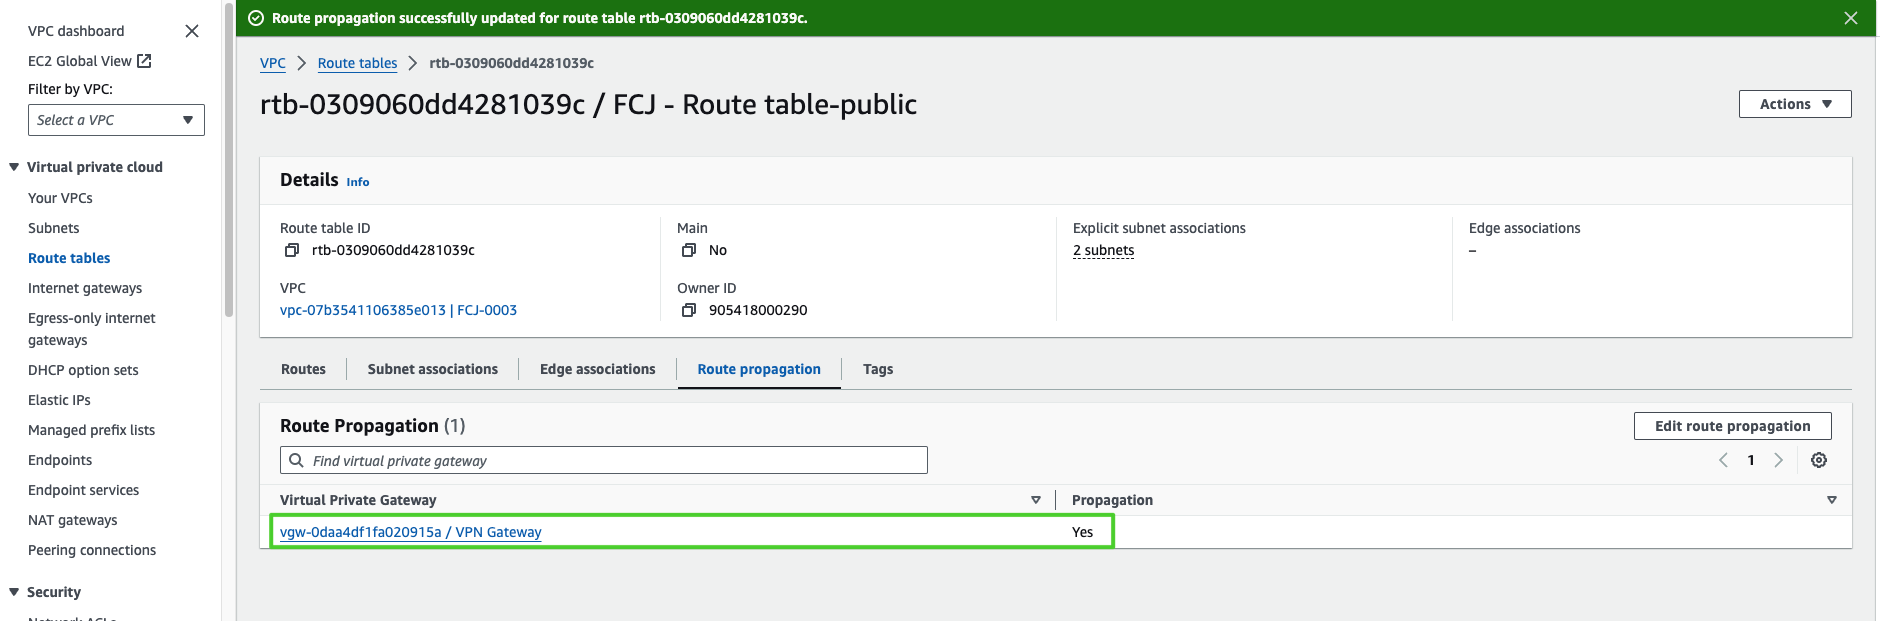 Route propagation successfully updated for route table rtb-0309060dd4281039c.
VPC dashboard
EC2 Global View
Filter by VPC:
Select a VPC
Virtual private cloud
Your VPCs
Subnets
Route tables
Internet gateways
Egress-only internet
gateways
DHCP option sets
Elastic IPs
Managed prefix lists
Endpoints
Endpoint services
NAT gateways
Peering connections
Security
Network ACLs
VPC > Route tables > rtb-0309060dd4281039c
rtb-0309060dd4281039c / FCJ - Route table-public
Actions
Details Info
Route table ID
rtb-0309060dd4281039c
Main
No
Explicit subnet associations
2 subnets
Edge associations
–
VPC
vpc-07b3541106385e013 | FCJ-0003
Owner ID
905418000290
Routes
Subnet associations
Edge associations
Route propagation
Tags
Route Propagation (1)
Edit route propagation
Find virtual private gateway
1
Virtual Private Gateway
Propagation
vgw-0daa4df1fa020915a / VPN Gateway
Yes